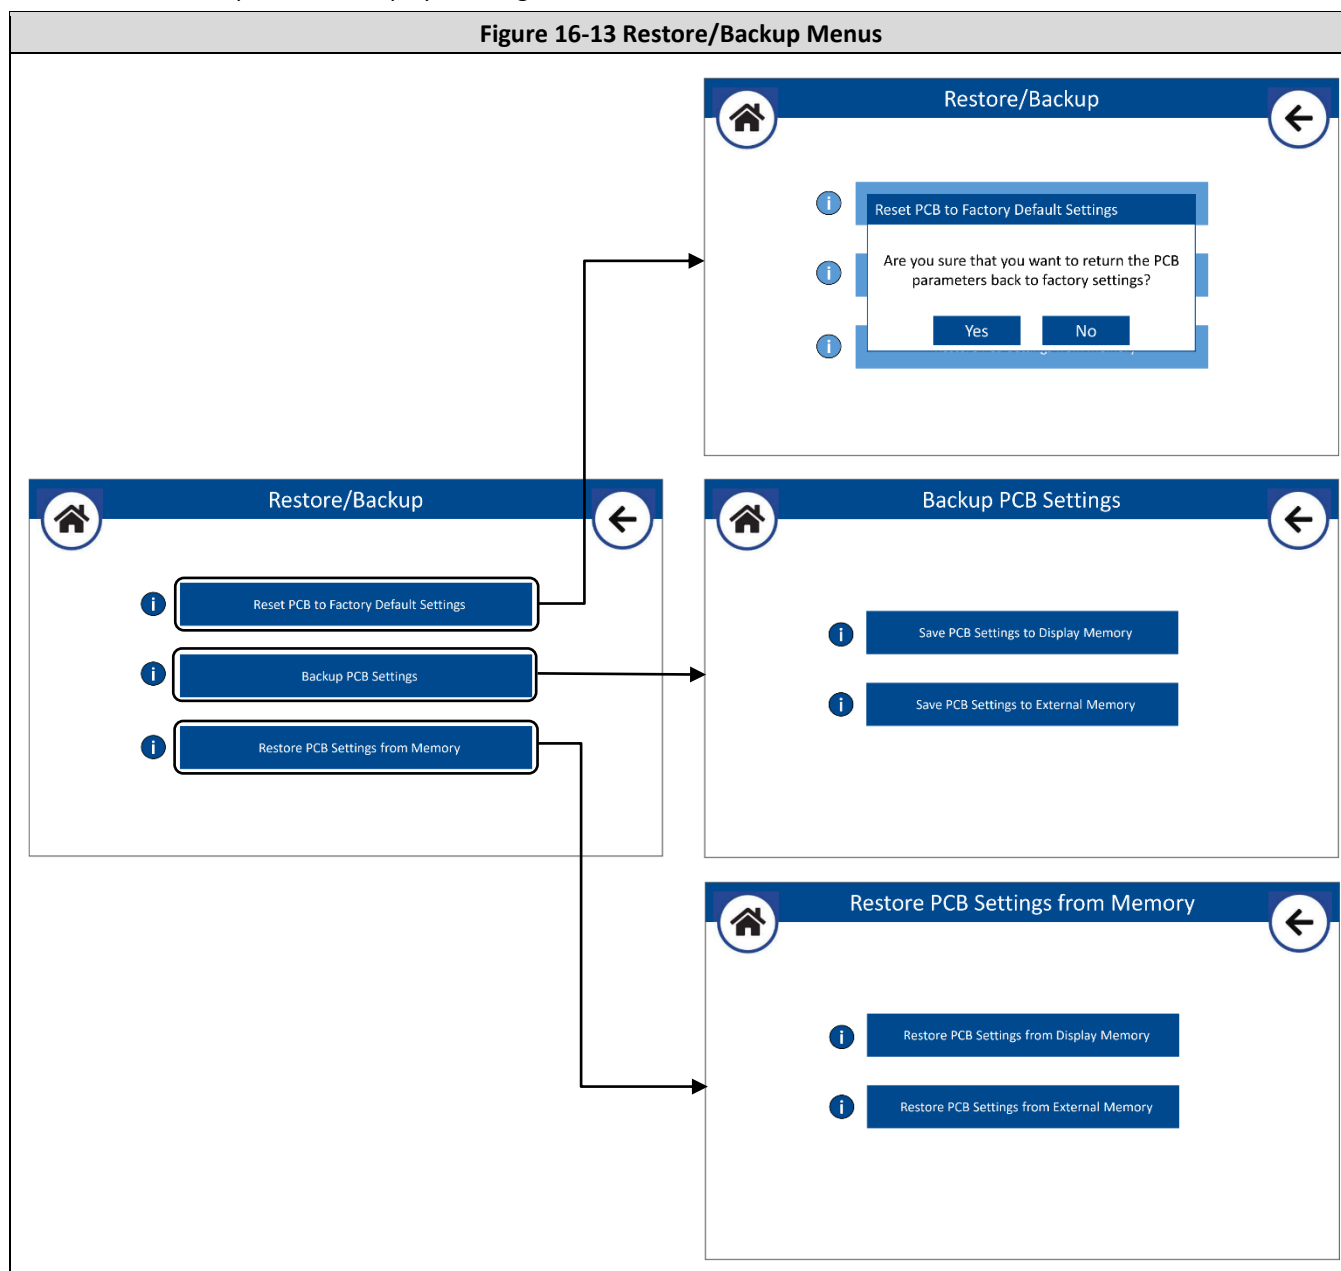 Figure 16-13 Restore/Backup Menus
Restore/Backup
i
Reset PCB to Factory Default Settings
Are you sure that you want to return the PCB
parameters back to factory settings?
i
Yes No
i
Restore/Backup
i Reset PCB to Factory Default Settings
i Backup PCB Settings
i Restore PCB Settings from Memory
Backup PCB Settings
i Save PCB Settings to Display Memory
i Save PCB Settings to External Memory
Restore PCB Settings from Memory
i Restore PCB Settings from Display Memory
i Restore PCB Settings from External Memory